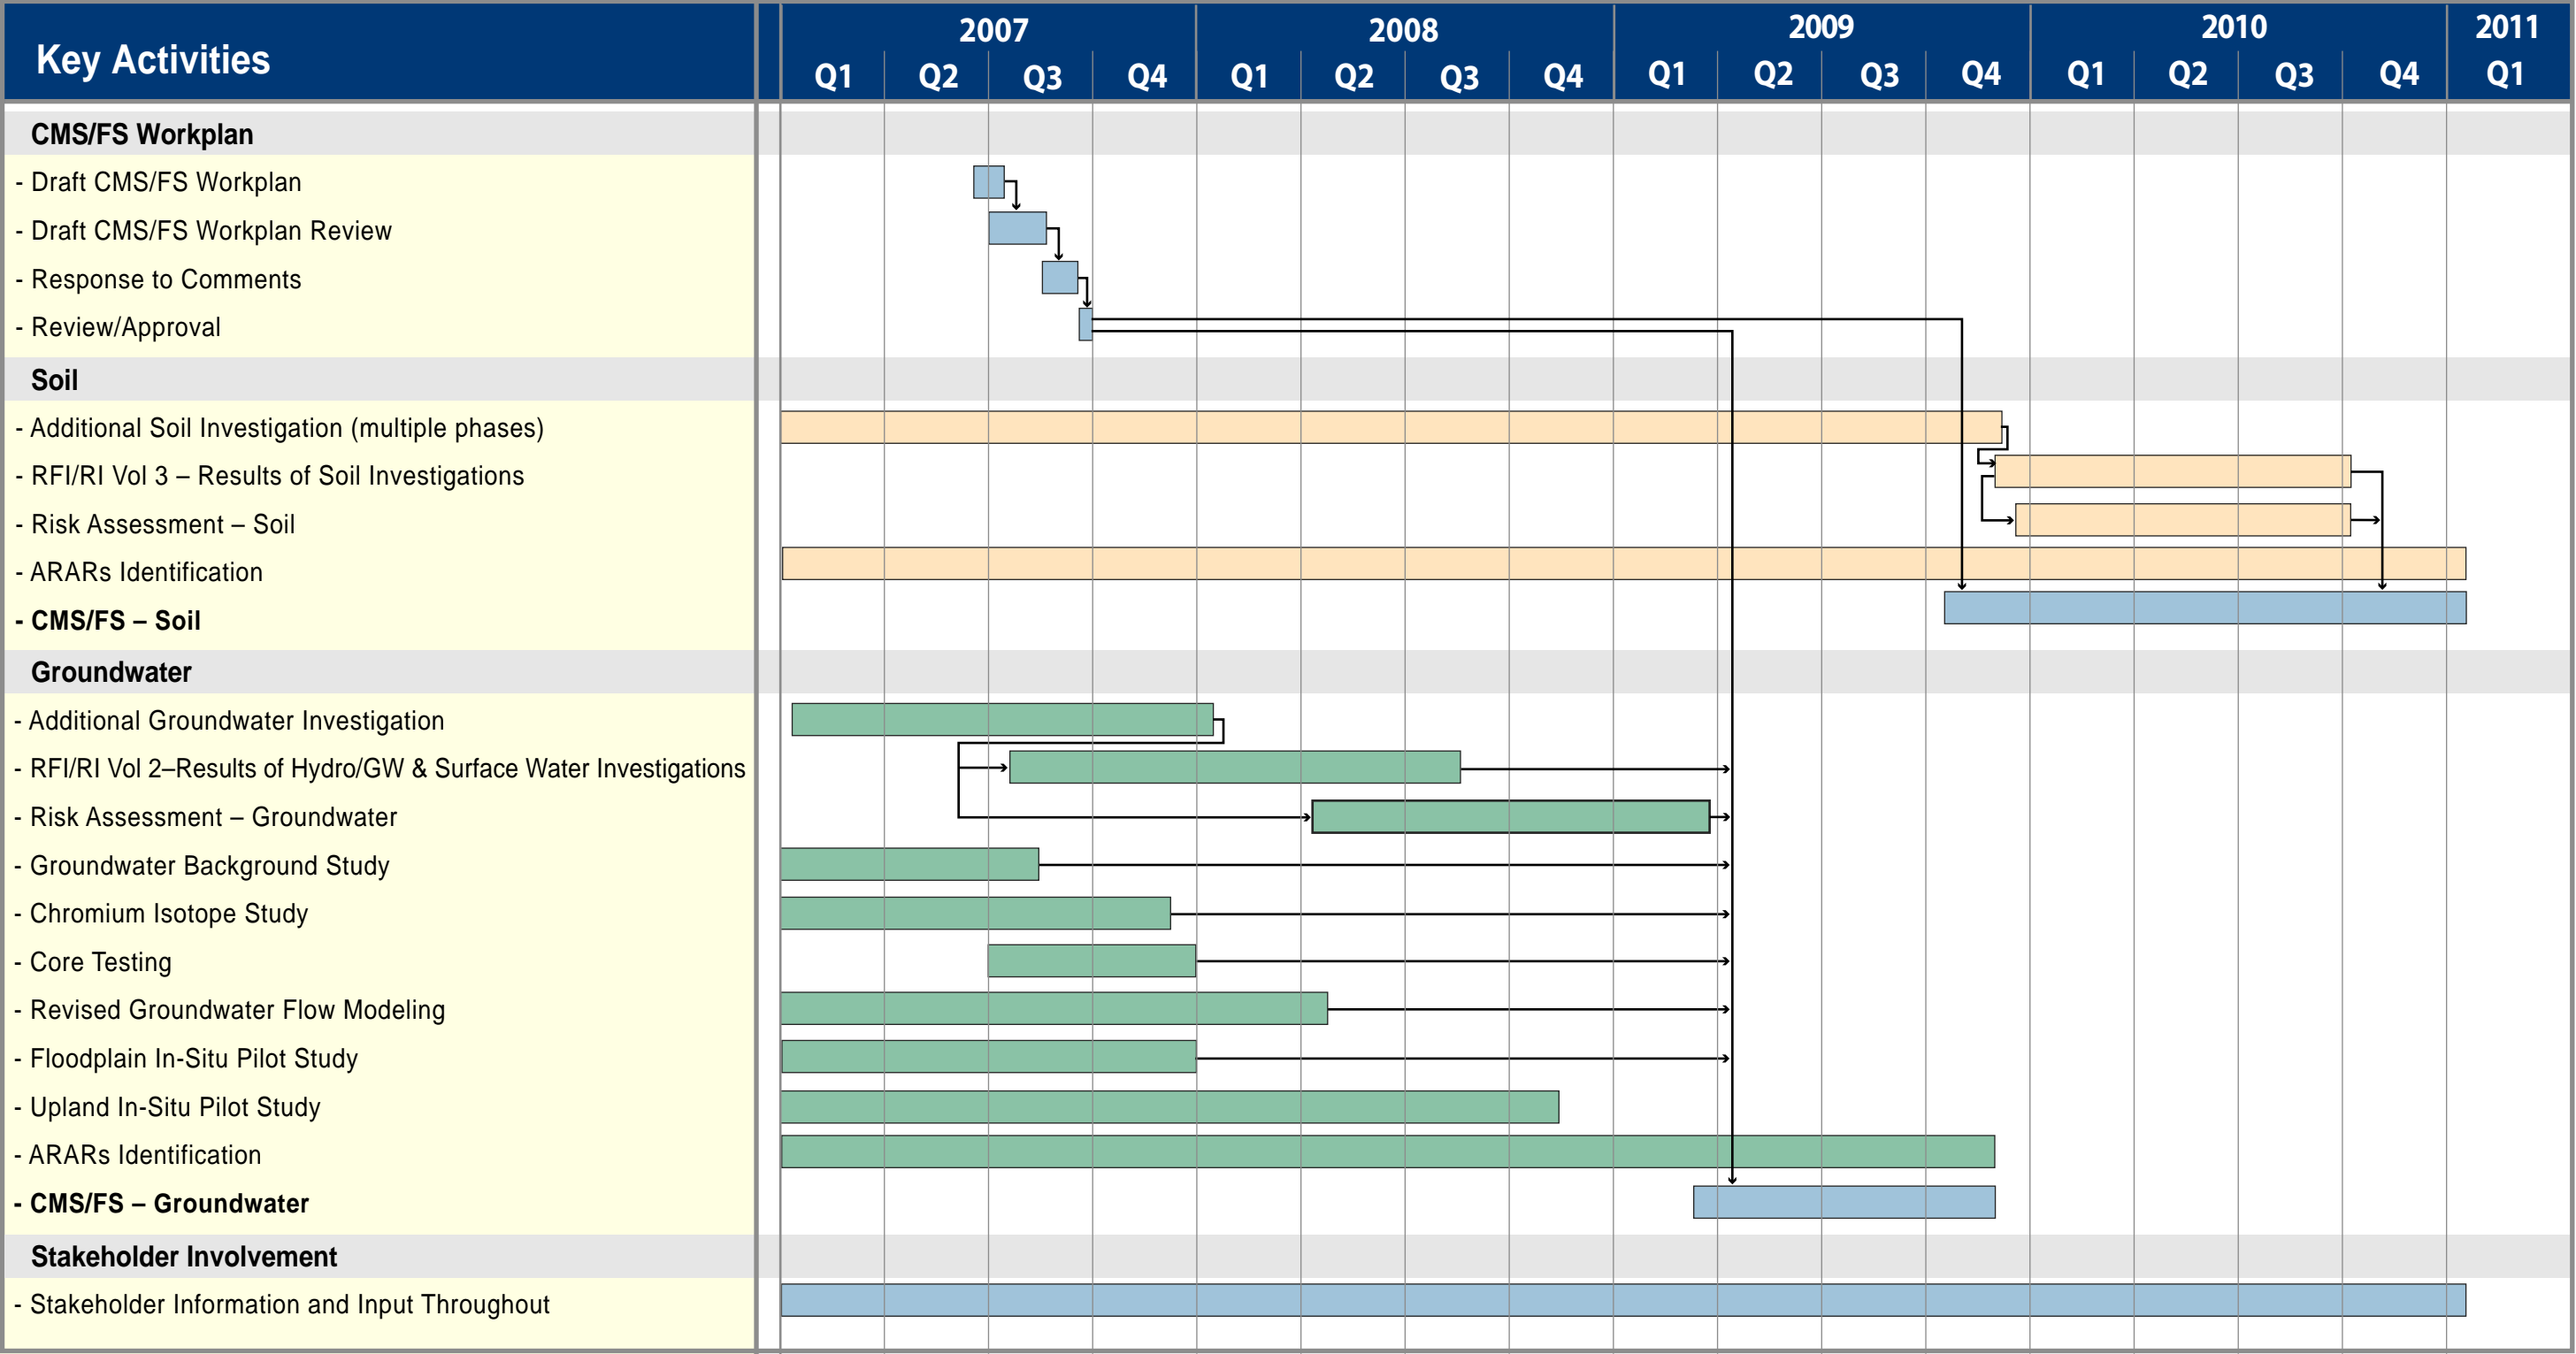 Key Activities
2007 2008 2009 2010 2011
Q1 Q2 Q3 Q4 Q1 Q2 Q3 Q4 Q1 Q2 Q3 Q4 Q1 Q2 Q3 Q4 Q1
CMS/FS Workplan
- Draft CMS/FS Workplan
- Draft CMS/FS Workplan Review
- Response to Comments
- Review/Approval
Soil
- Additional Soil Investigation (multiple phases)
- RFI/RI Vol 3 – Results of Soil Investigations
- Risk Assessment – Soil
- ARARs Identification
- CMS/FS – Soil
Groundwater
- Additional Groundwater Investigation
- RFI/RI Vol 2–Results of Hydro/GW & Surface Water Investigations
- Risk Assessment – Groundwater
- Groundwater Background Study
- Chromium Isotope Study
- Core Testing
- Revised Groundwater Flow Modeling
- Floodplain In-Situ Pilot Study
- Upland In-Situ Pilot Study
- ARARs Identification
- CMS/FS – Groundwater
Stakeholder Involvement
- Stakeholder Information and Input Throughout